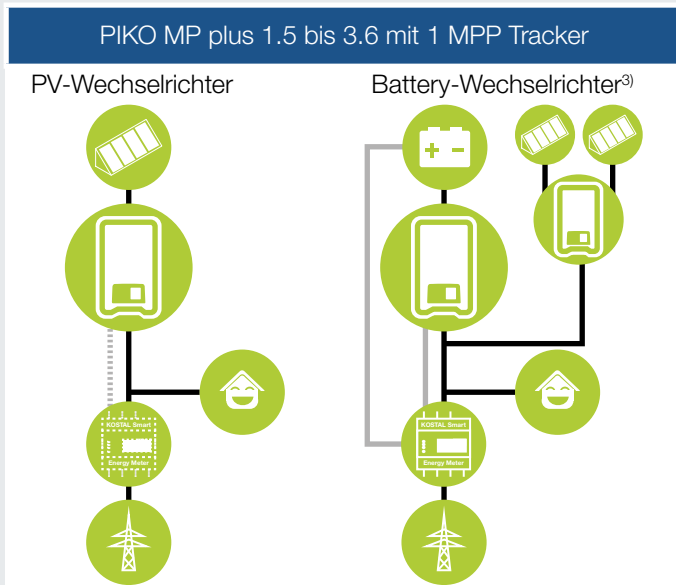 PIKO MP plus 1.5 bis 3.6 mit 1 MPP Tracker
PV-Wechselrichter
Battery-Wechselrichter³⁾
+ -
KOSTAL Smart
Energy Meter
KOSTAL Smart
Energy Meter